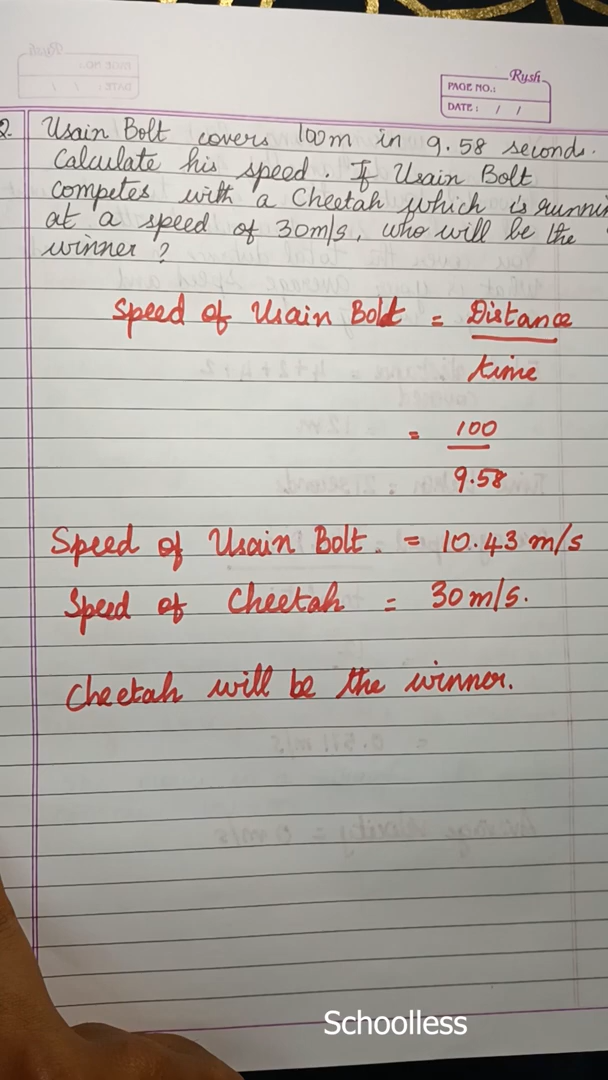 Rush
PAGE NO.:
DATE: / /
2. Usain Bolt covers 100m in 9.58 seconds.
Calculate his speed. If Usain Bolt
competes with a Cheetah which is runnin
at a speed of 30m/s, who will be the
winner?
Speed of Usain Bolt = Distance
time
= 100
9.58
Speed of Usain Bolt. = 10.43 m/s
Speed of Cheetah = 30m/s.
Cheetah will be the winner.
Schoolless